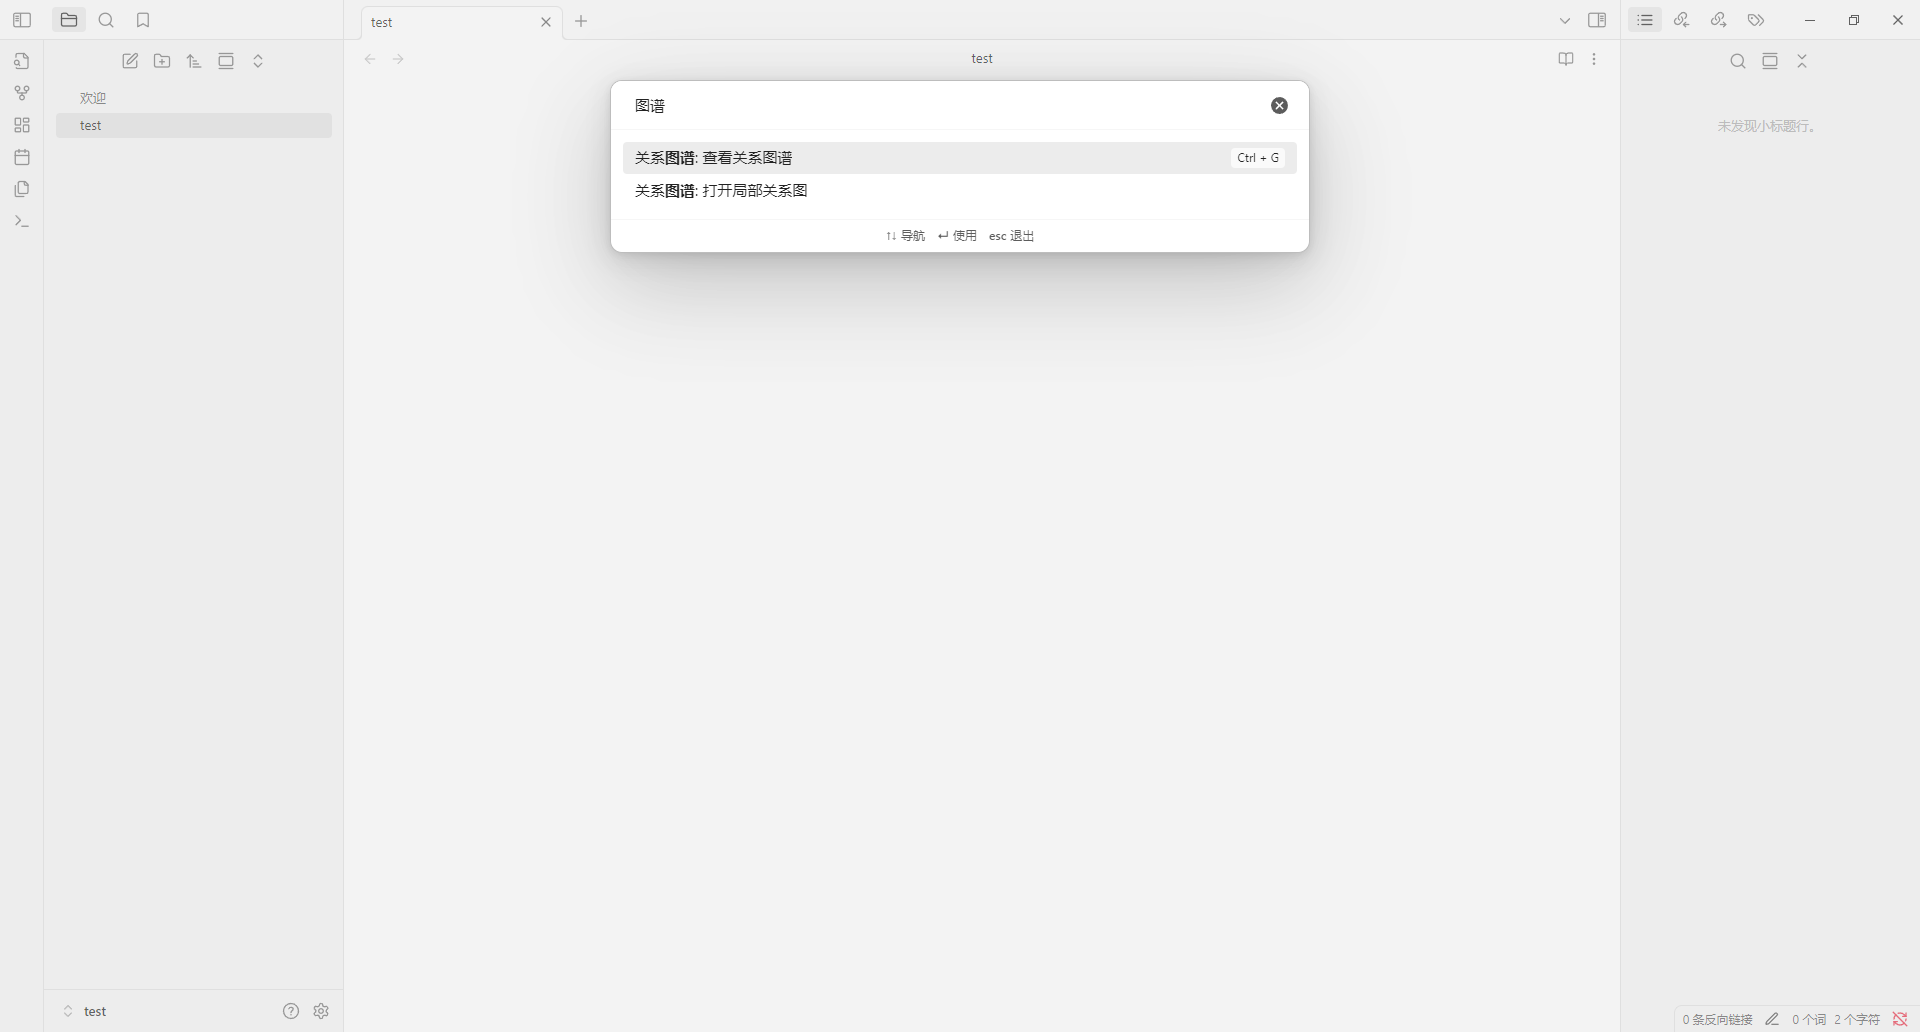 test
test
欢迎
test
图谱
关系图谱: 查看关系图谱
Ctrl + G
关系图谱: 打开局部关系图
↑↓ 导航 ↵ 使用 esc 退出
未发现小标题行。
test
0 条反向链接 0 个词 2 个字符